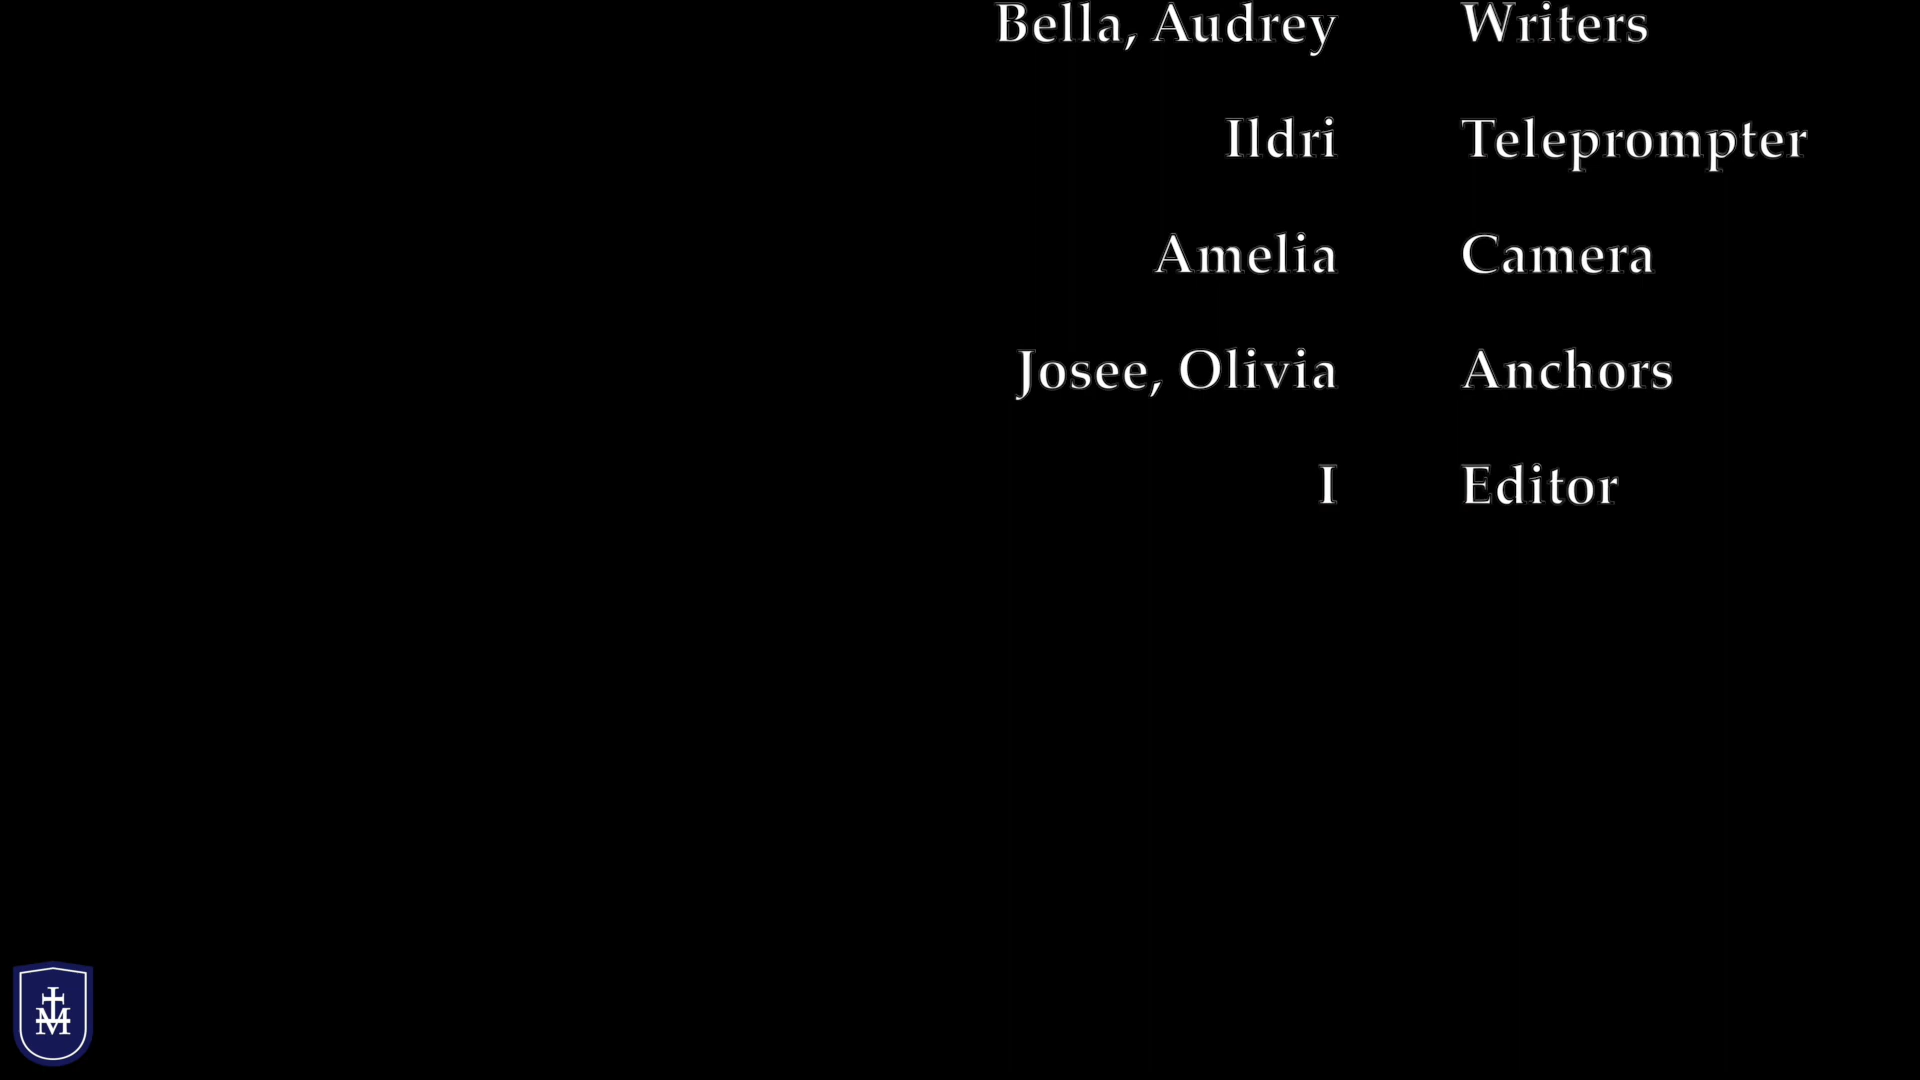 Bella, Audrey Writers
Ildri Teleprompter
Amelia Camera
Josee, Olivia Anchors
I Editor